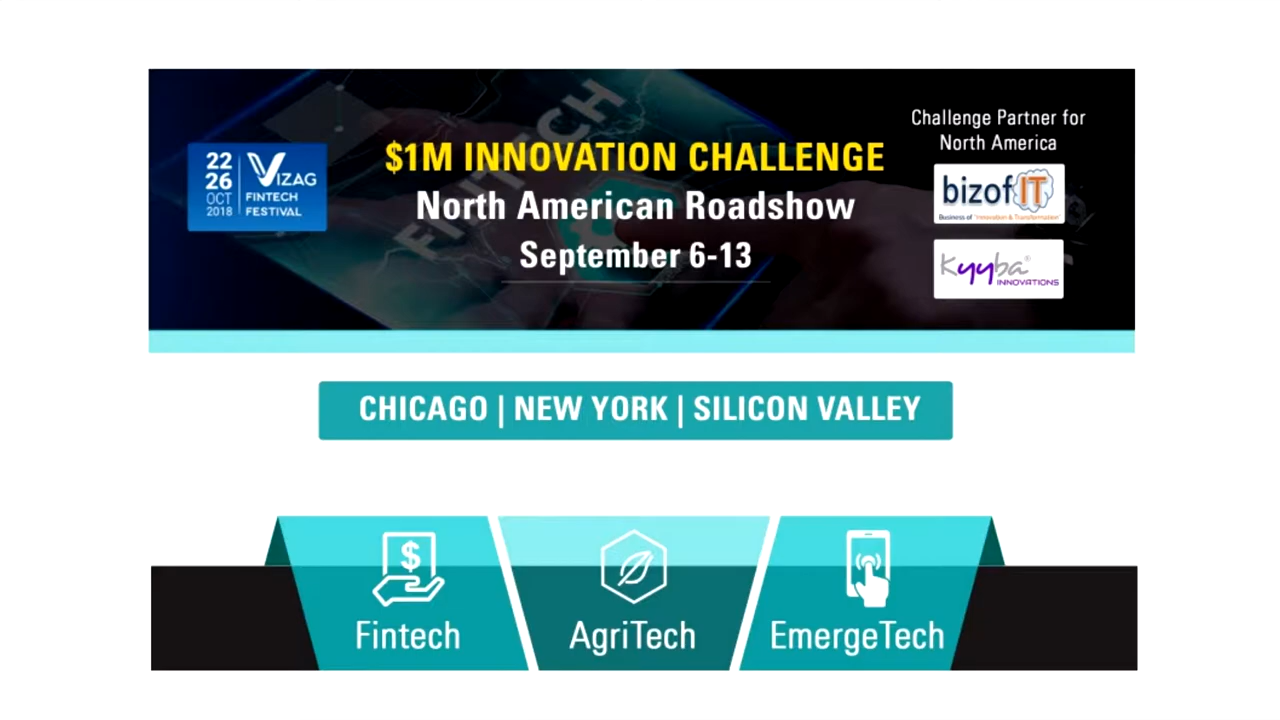 22
26
OCT
2018
VIZAG
FINTECH
FESTIVAL
FINTECH
$1M INNOVATION CHALLENGE
North American Roadshow
September 6-13
Challenge Partner for
North America
bizofIT
Business of "Innovation & Transformation"
Kyyba®
INNOVATIONS
CHICAGO | NEW YORK | SILICON VALLEY
$
Fintech
AgriTech
EmergeTech